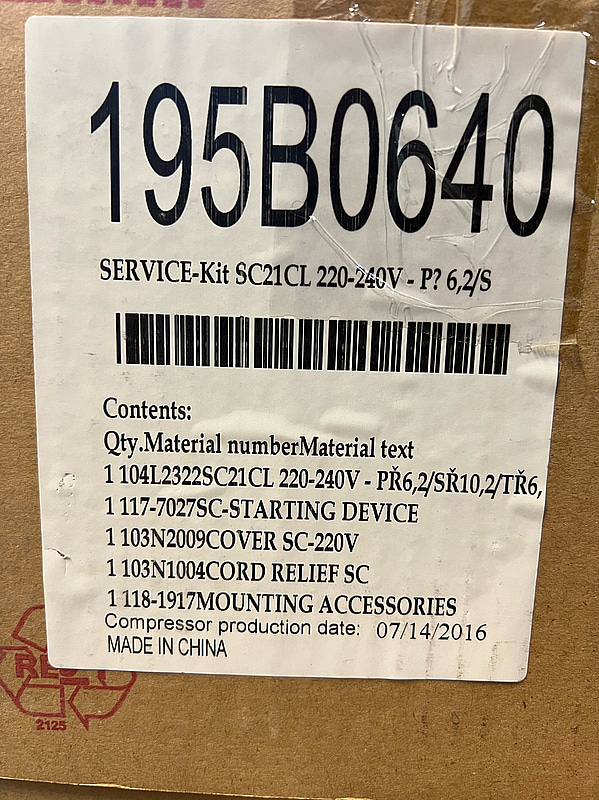 195B0640
SERVICE-Kit SC21CL 220-240V - P? 6,2/S
Contents:
Qty.Material numberMaterial text
1 104L2322SC21CL 220-240V - PŘ6,2/SŘ10,2/TŘ6,
1 117-7027SC-STARTING DEVICE
1 103N2009COVER SC-220V
1 103N1004CORD RELIEF SC
1 118-1917MOUNTING ACCESSORIES
Compressor production date: 07/14/2016
MADE IN CHINA
2125